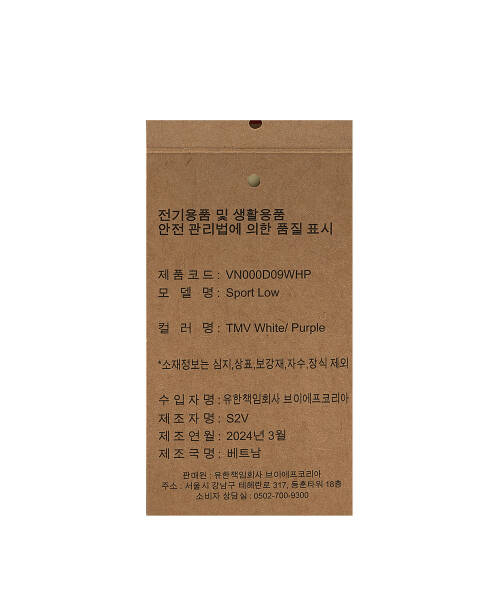 전기용품 및 생활용품
안전 관리법에 의한 품질 표시
제 품 코 드 : VN000D09WHP
모 델 명 : Sport Low
컬 러 명 : TMV White/ Purple
*소재정보는 심지,상표,보강재,자수,장식 제외
수 입 자 명 : 유한책임회사 브이에프코리아
제 조 자 명 : S2V
제 조 연 월 : 2024년 3월
제 조 국 명 : 베트남
판매원 : 유한책임회사 브이에프코리아
주소 : 서울시 강남구 테헤란로 317, 동훈타워 18층
소비자 상담실 : 0502-700-9300